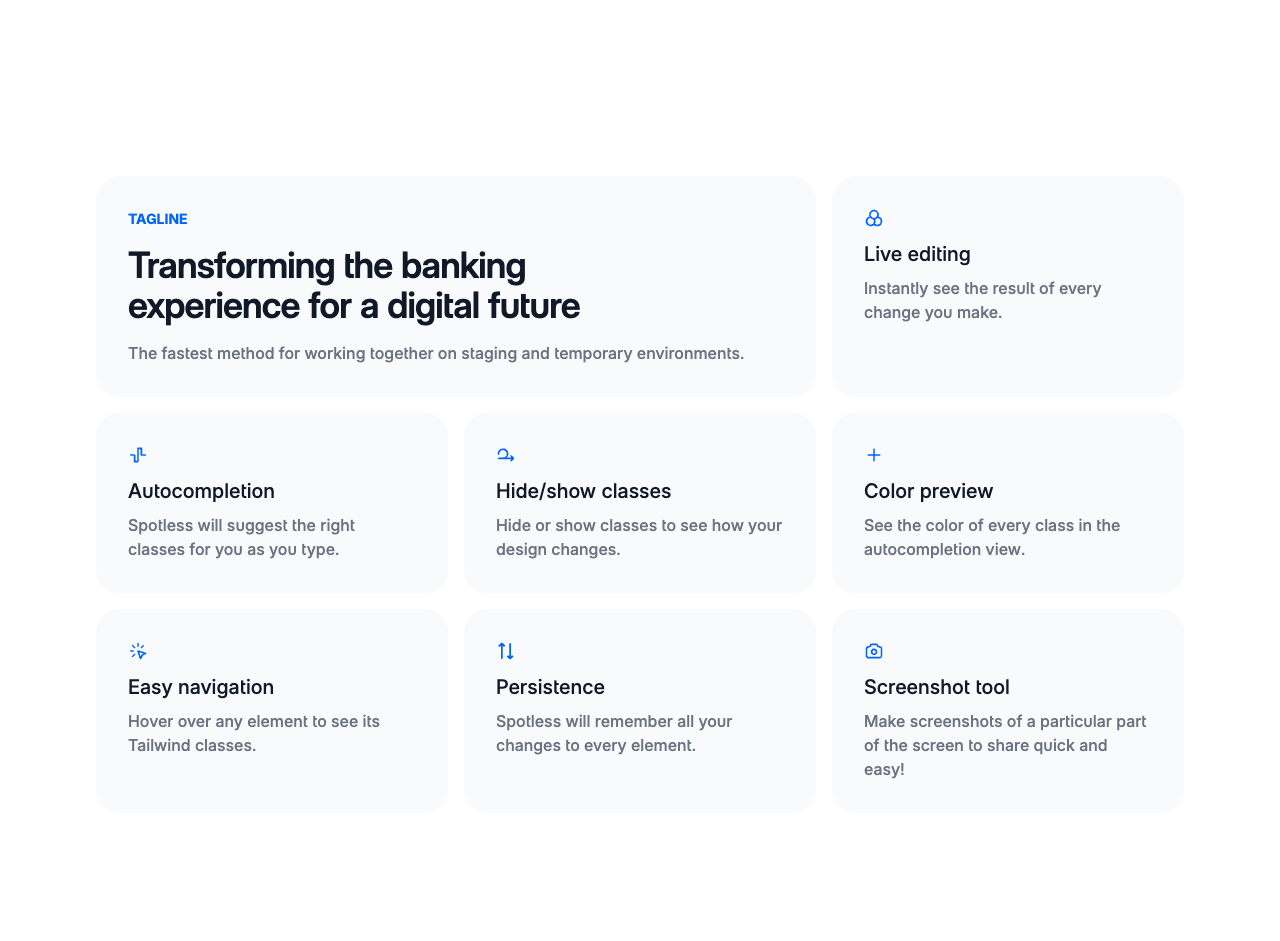 TAGLINE
Transforming the banking
experience for a digital future
The fastest method for working together on staging and temporary environments.
Live editing
Instantly see the result of every
change you make.
Autocompletion
Spotless will suggest the right
classes for you as you type.
Hide/show classes
Hide or show classes to see how your
design changes.
Color preview
See the color of every class in the
autocompletion view.
Easy navigation
Hover over any element to see its
Tailwind classes.
Persistence
Spotless will remember all your
changes to every element.
Screenshot tool
Make screenshots of a particular part
of the screen to share quick and
easy!